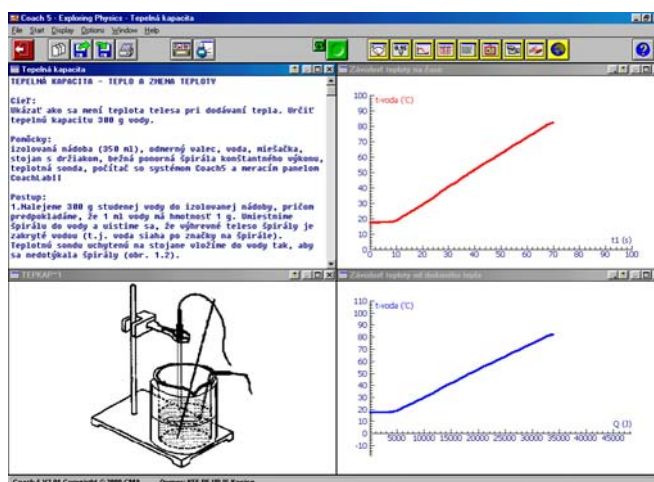 Coach 5 - Exploring Physics - Tepelná kapacita
File Start Display Options Window Help
Tepelná kapacita
TEPELNÁ KAPACITA - TEPLO A ZMENA TEPLOTY
Cieľ:
Ukázať ako sa mení teplota telesa pri dodávaní tepla. Určiť
tepelnú kapacitu 300 g vody.
Pomôcky:
izolovaná nádoba (350 ml), odmerný valec, voda, miešačka,
stojan s držiakom, bežná ponorná špirála konštantného výkonu,
teplotná sonda, počítač so systémom Coach5 a meracím panelom
CoachLabII
Postup:
1.Nalejeme 300 g studenej vody do izolovanej nádoby, pričom
predpokladáme, že 1 ml vody má hmotnosť 1 g. Umiestnime
špirálu do vody a uistíme sa, že výhrevné teleso špirály je
zakryté vodou (t.j. voda siaha po značky na špirále).
Teplotnú sondu uchytenú na stojane vložíme do vody tak, aby
sa nedotýkala špirály (obr. 1.2).
Závislosť teploty na čase
t-voda (°C)
100
90
80
70
60
50
40
30
20
10
0
0 10 20 30 40 50 60 70 80 90 100
t1 (s)
TEPKAP~1
Závislosť teploty od dodaného tepla
t-voda (°C)
110
100
90
80
70
60
50
40
30
20
10
0
-10
Q (J)
5000 10000 15000 20000 25000 30000 35000 40000 45000